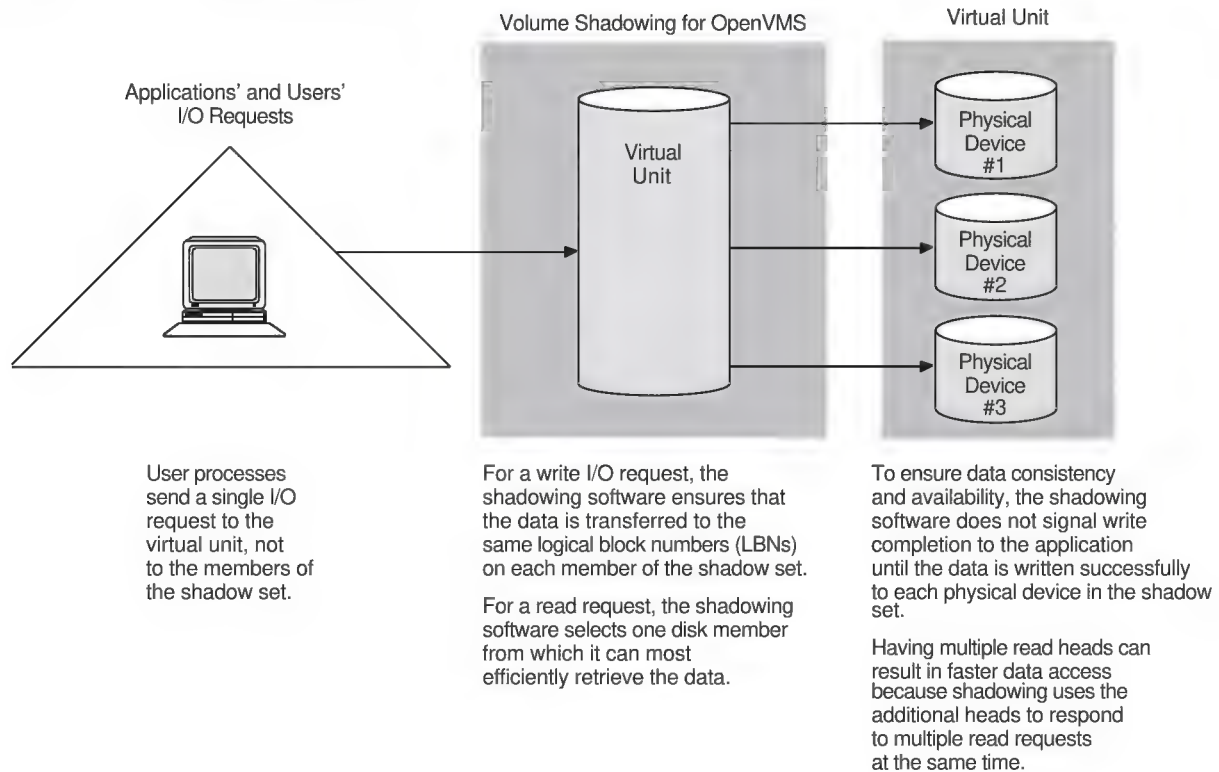 Volume Shadowing for OpenVMS
Virtual Unit
Applications' and Users'
I/O Requests
Virtual
Unit
Physical
Device
#1
Physical
Device
#2
Physical
Device
#3
User processes
send a single I/O
request to the
virtual unit, not
to the members of
the shadow set.
For a write I/O request, the
shadowing software ensures that
the data is transferred to the
same logical block numbers (LBNs)
on each member of the shadow set.
For a read request, the shadowing
software selects one disk member
from which it can most
efficiently retrieve the data.
To ensure data consistency
and availability, the shadowing
software does not signal write
completion to the application
until the data is written successfully
to each physical device in the shadow
set.
Having multiple read heads can
result in faster data access
because shadowing uses the
additional heads to respond
to multiple read requests
at the same time.